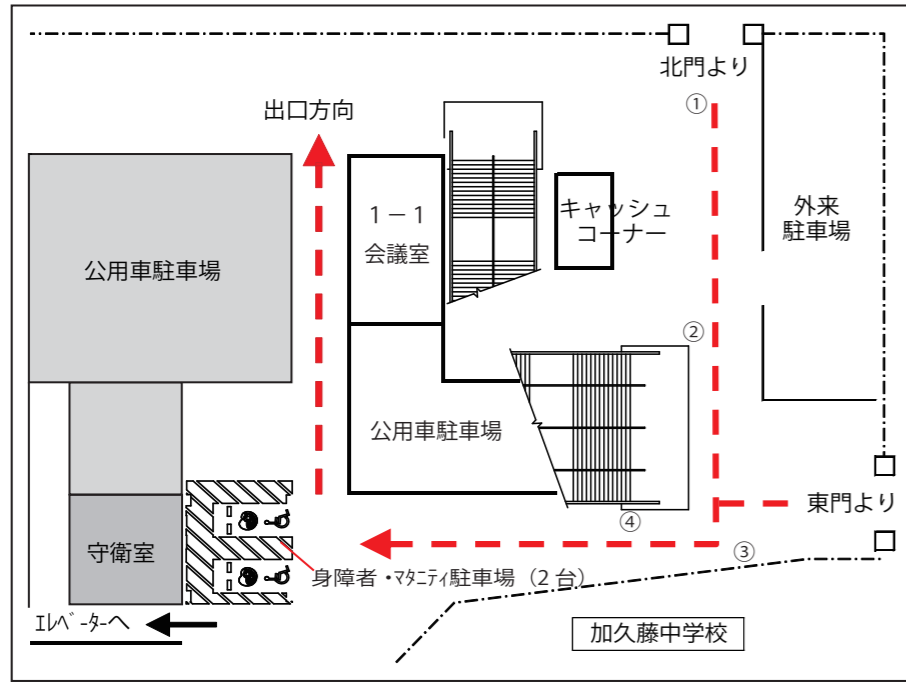 北門より
①
出口方向
１－１
会議室
キャッシュ
コーナー
外来
駐車場
公用車駐車場
②
公用車駐車場
東門より
④
③
守衛室
身障者・ﾏﾀﾆﾃｨ駐車場（2 台）
ｴﾚﾍﾞｰﾀｰへ
加久藤中学校